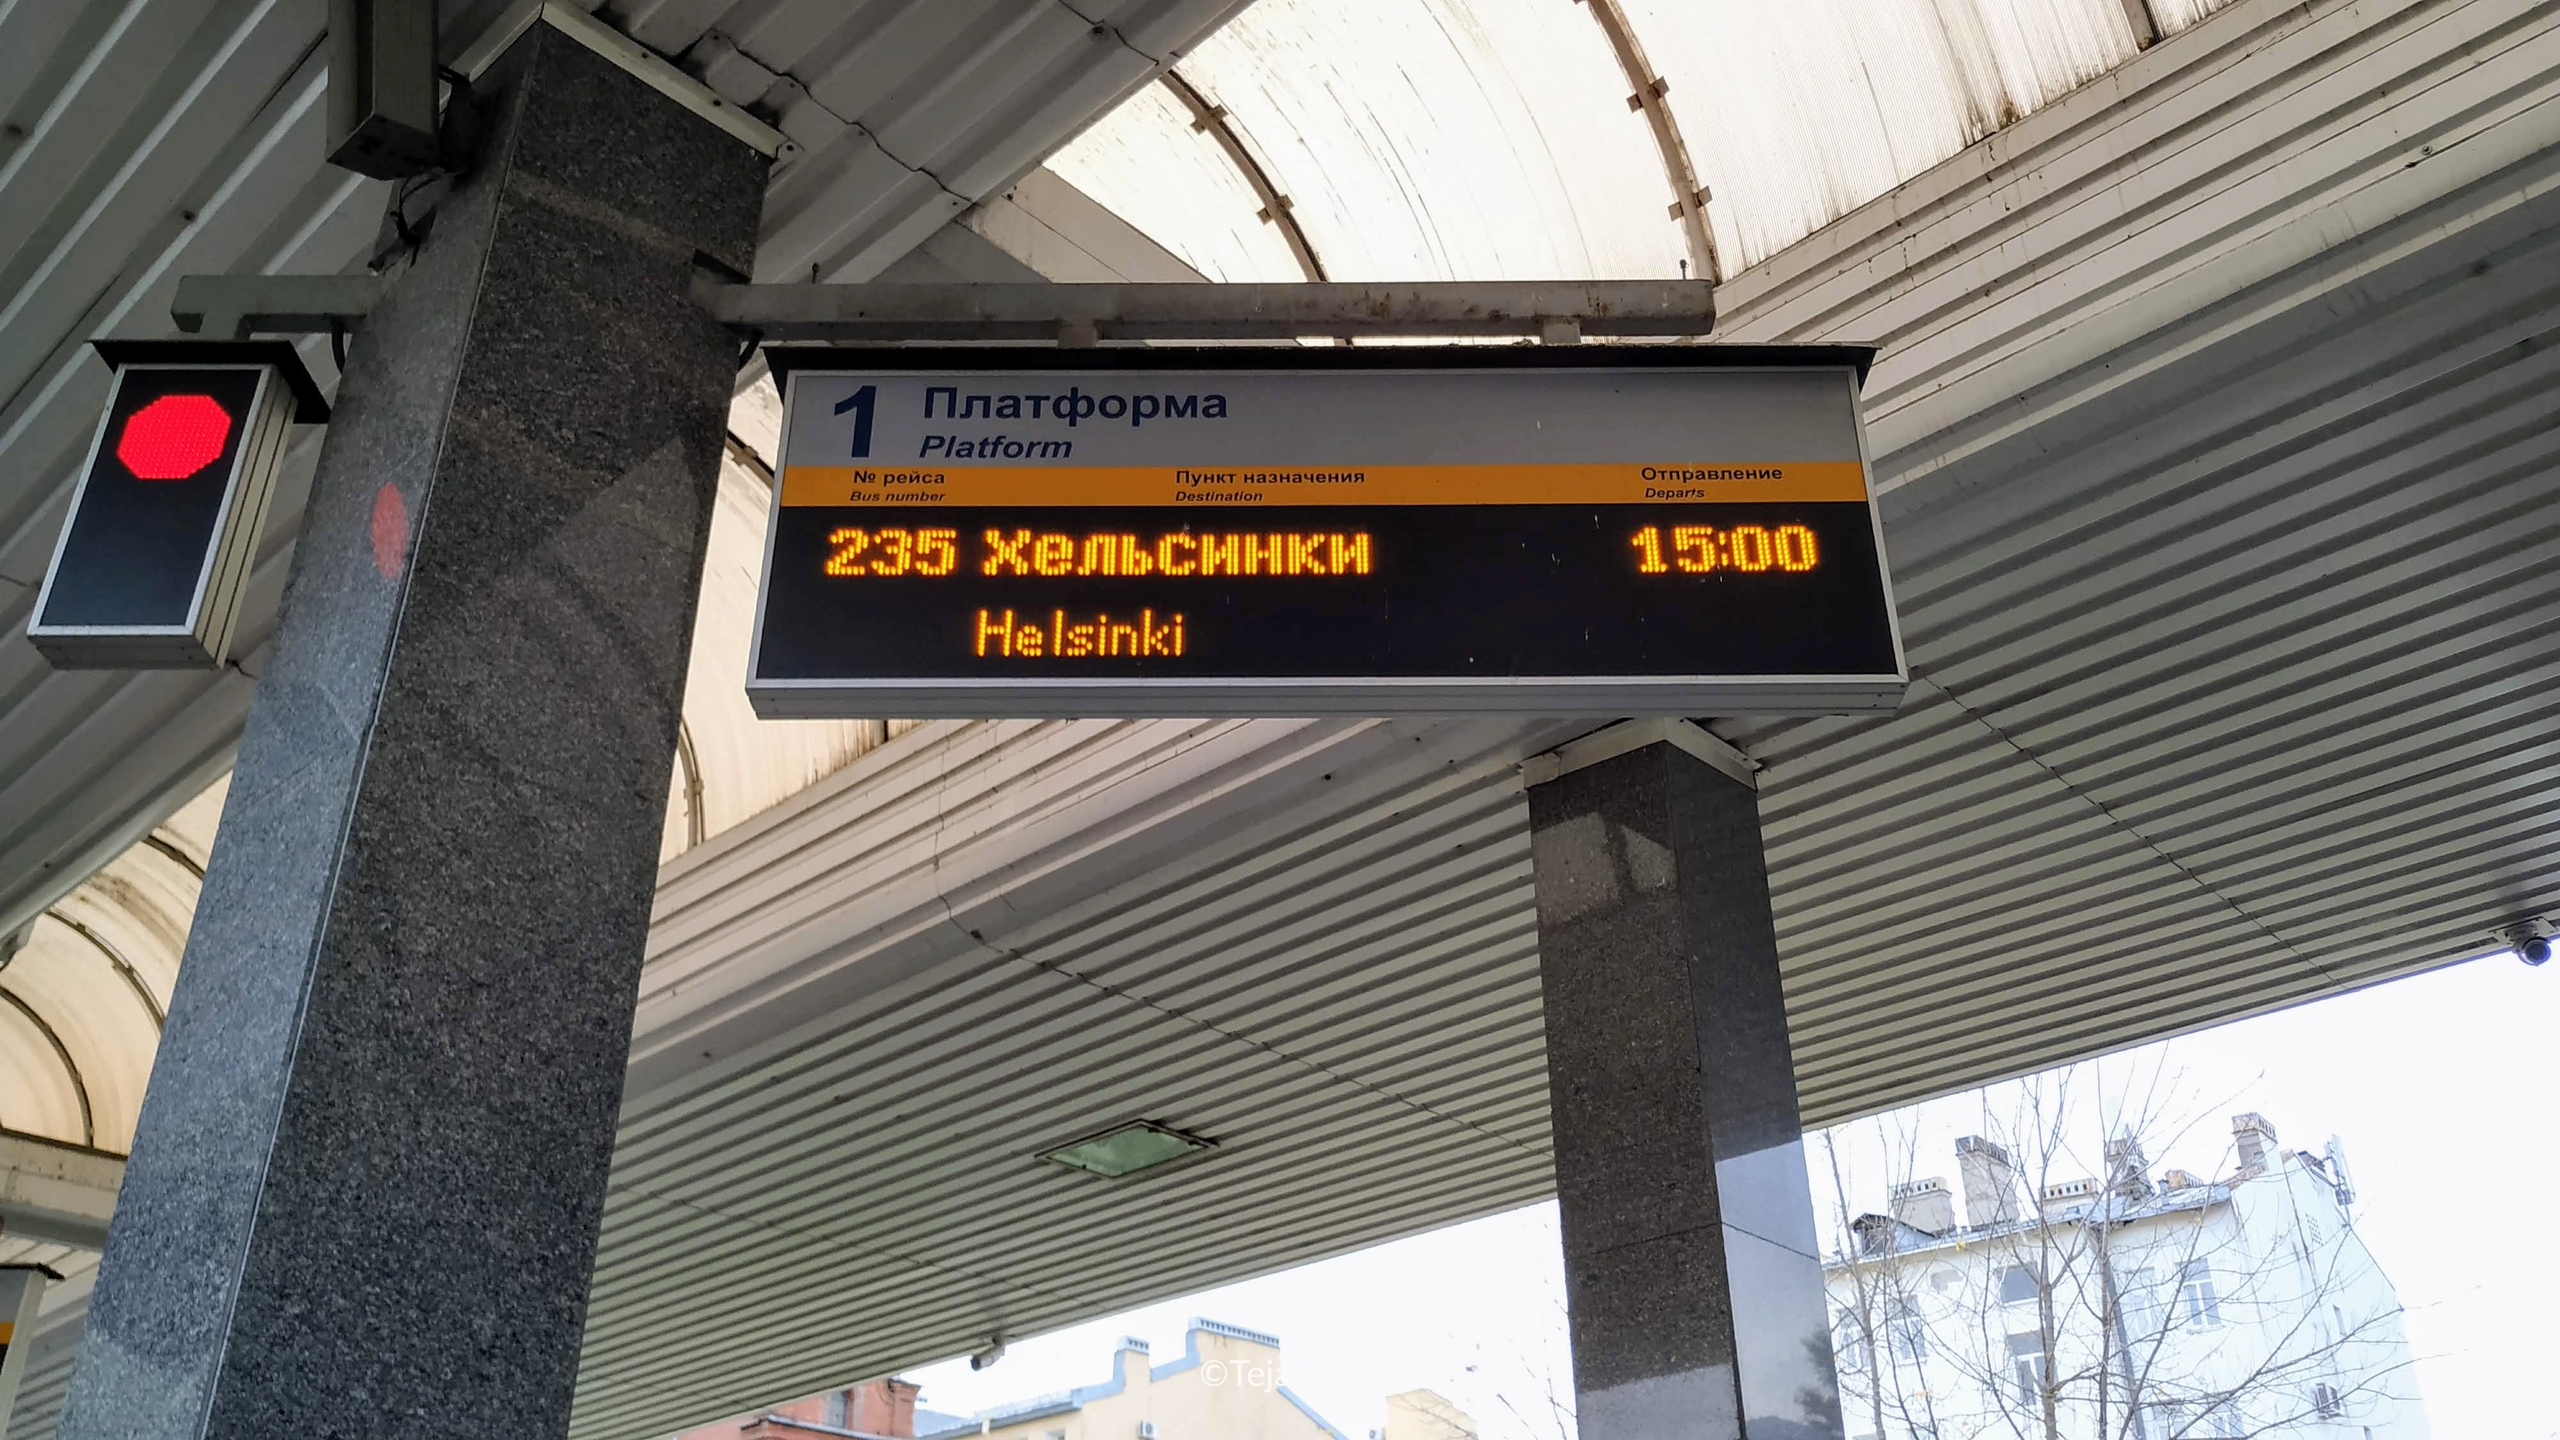 1 Платформа
Platform
№ рейса Пункт назначения Отправление
Bus number Destination Departs
235 Хельсинки 15:00
Helsinki